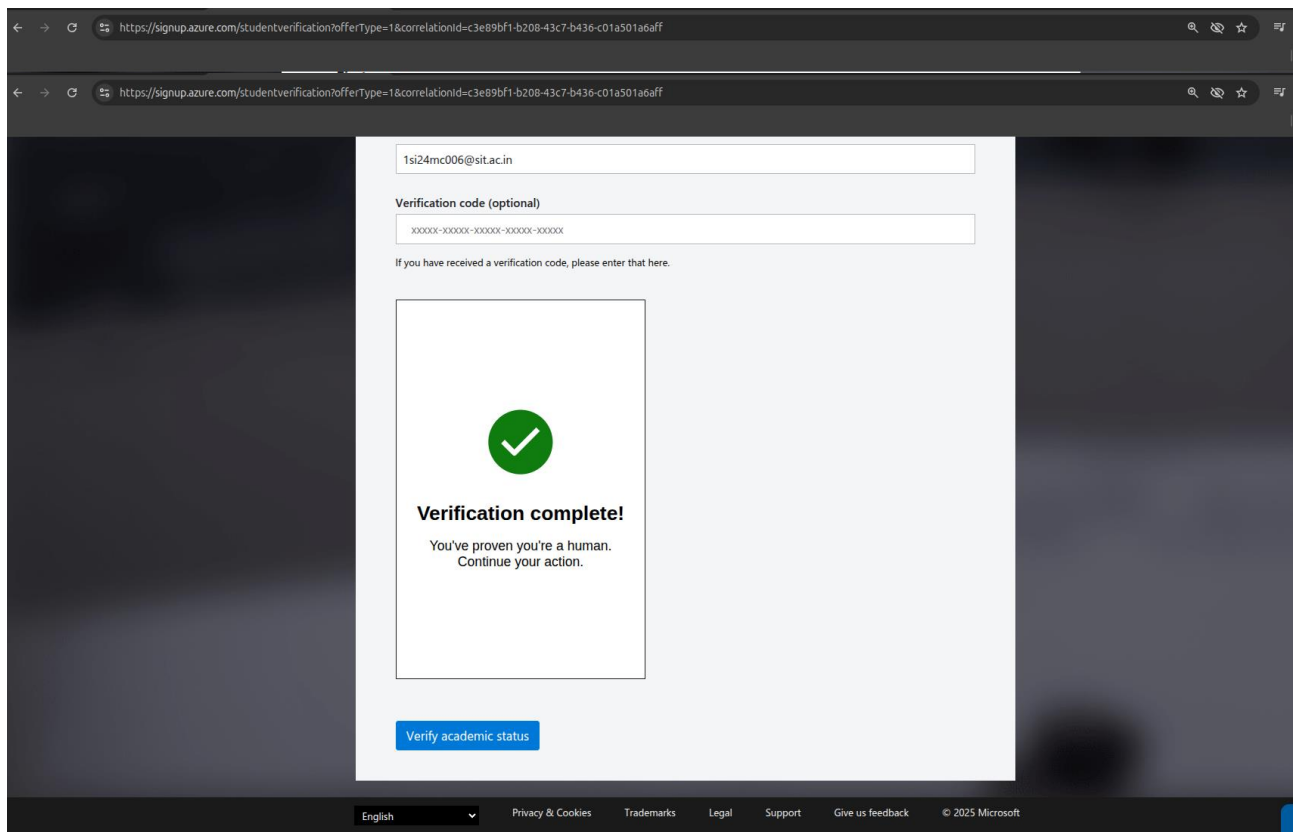 https://signup.azure.com/studentverification?offerType=1&correlationId=c3e89bf1-b208-43c7-b436-c01a501a6aff
https://signup.azure.com/studentverification?offerType=1&correlationId=c3e89bf1-b208-43c7-b436-c01a501a6aff
1si24mc006@sit.ac.in
Verification code (optional)
xxxxx-xxxxx-xxxxx-xxxxx-xxxxx
If you have received a verification code, please enter that here.
Verification complete!
You've proven you're a human.
Continue your action.
Verify academic status
English Privacy & Cookies Trademarks Legal Support Give us feedback © 2025 Microsoft